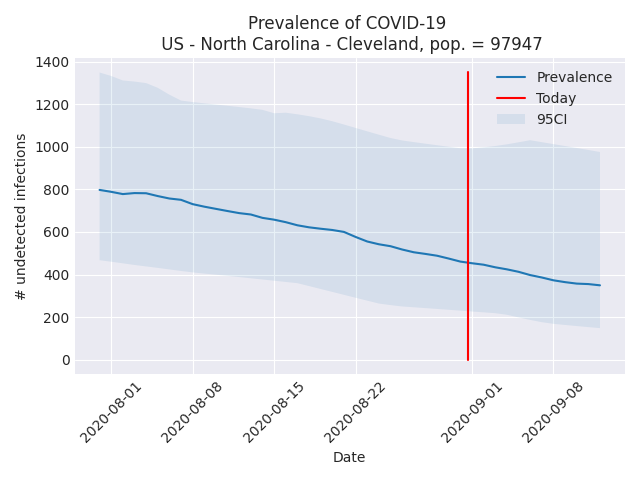 Prevalence of COVID-19
US - North Carolina - Cleveland, pop. = 97947
1400
1200
1000
800
600
400
200
0
# undetected infections
Prevalence
Today
95CI
2020-08-01
2020-08-08
2020-08-15
2020-08-22
2020-09-01
2020-09-08
Date